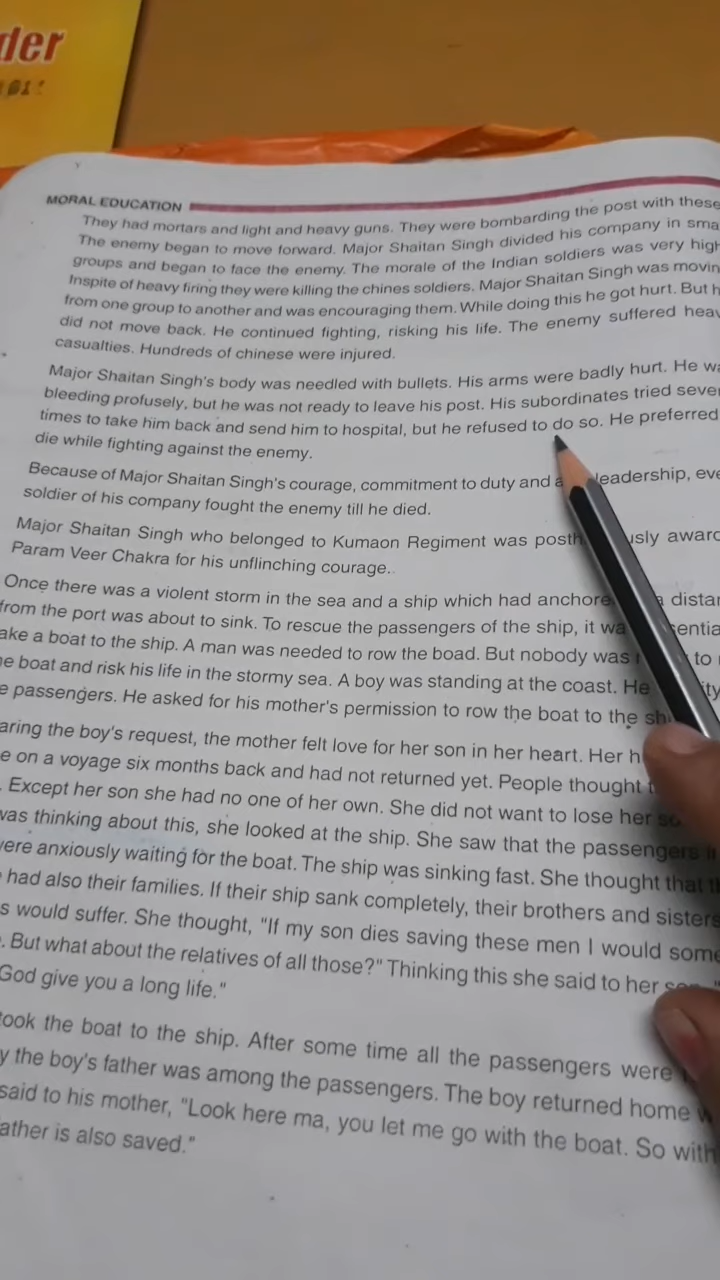 der
MORAL EDUCATION
They had mortars and light and heavy guns. They were bombarding the post with these
The enemy began to move forward. Major Shaitan Singh divided his company in sma
groups and began to face the enemy. The morale of the Indian soldiers was very high
Inspite of heavy firing they were killing the chines soldiers. Major Shaitan Singh was movin
from one group to another and was encouraging them. While doing this he got hurt. But h
did not move back. He continued fighting, risking his life. The enemy suffered heav
casualties. Hundreds of chinese were injured.
Major Shaitan Singh's body was needled with bullets. His arms were badly hurt. He wa
bleeding profusely, but he was not ready to leave his post. His subordinates tried sever
times to take him back and send him to hospital, but he refused to do so. He preferred
die while fighting against the enemy.
Because of Major Shaitan Singh's courage, commitment to duty and a leadership, eve
soldier of his company fought the enemy till he died.
Major Shaitan Singh who belonged to Kumaon Regiment was posth usly award
Param Veer Chakra for his unflinching courage.
Once there was a violent storm in the sea and a ship which had anchore a distan
from the port was about to sink. To rescue the passengers of the ship, it wa sentia
ake a boat to the ship. A man was needed to row the boad. But nobody was to
e boat and risk his life in the stormy sea. A boy was standing at the coast. He ity
e passengers. He asked for his mother's permission to row the boat to the shi
aring the boy's request, the mother felt love for her son in her heart. Her h
e on a voyage six months back and had not returned yet. People thought
. Except her son she had no one of her own. She did not want to lose her so
was thinking about this, she looked at the ship. She saw that the passengers
vere anxiously waiting for the boat. The ship was sinking fast. She thought that
had also their families. If their ship sank completely, their brothers and sisters
s would suffer. She thought, "If my son dies saving these men I would some
. But what about the relatives of all those?" Thinking this she said to her son, "
God give you a long life."
took the boat to the ship. After some time all the passengers were
y the boy's father was among the passengers. The boy returned home w
said to his mother, "Look here ma, you let me go with the boat. So with
ather is also saved."